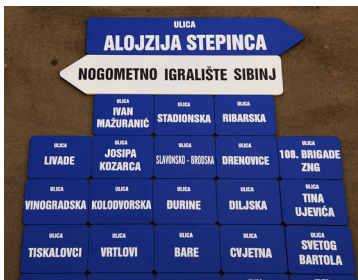 ULICA
ALOJZIJA STEPINCA
NOGOMETNO IGRALIŠTE SIBINJ
ULICA
IVAN
MAŽURANIĆ
ULICA
STADIONSKA
ULICA
RIBARSKA
ULICA
LIVADE
ULICA
JOSIPA
KOZARCA
ULICA
SLAVONSKO - BRODSKA
ULICA
DRENOVICE
ULICA
108. BRIGADE
ZNG
ULICA
VINOGRADSKA
ULICA
KOLODVORSKA
ULICA
ĐURINE
ULICA
DILJSKA
ULICA
TINA
UJEVIĆA
ULICA
TISKALOVCI
ULICA
VRTLOVI
ULICA
BARE
ULICA
CVJETNA
ULICA
SVETOG
BARTOLA